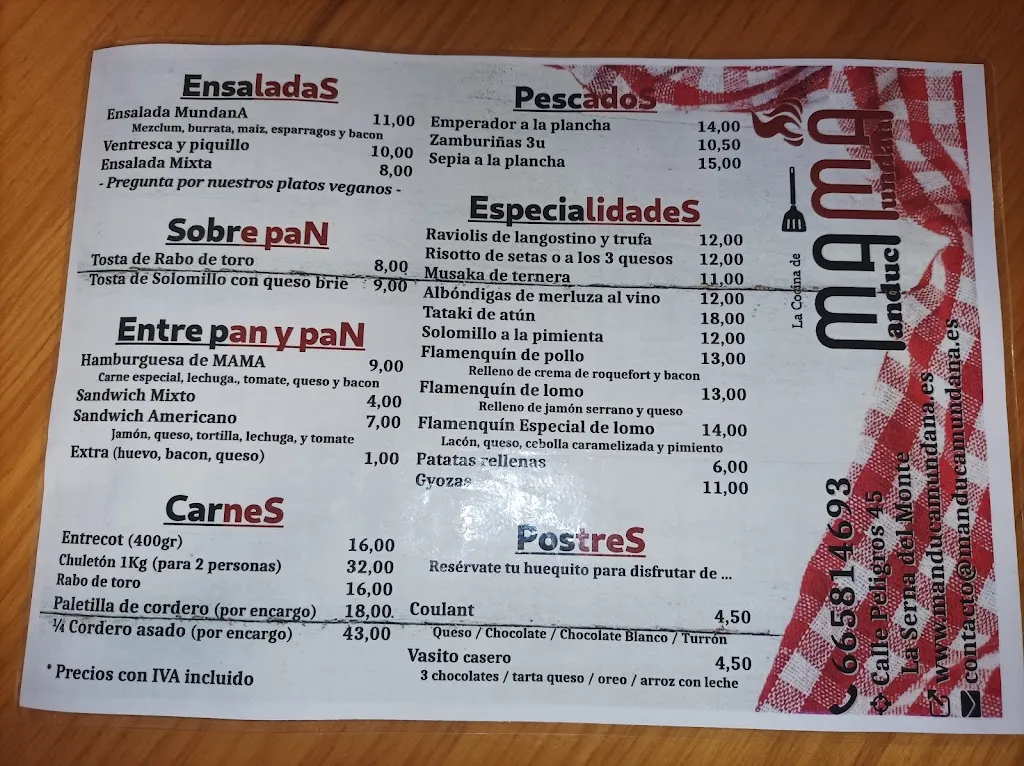 EnsaladaS
Ensalada MundanA 11,00
Mezclum, burrata, maiz, esparragos y bacon
Ventresca y piquillo 10,00
Ensalada Mixta 8,00
- Pregunta por nuestros platos veganos -
Sobre paN
Tosta de Rabo de toro 8,00
Tosta de Solomillo con queso brie 9,00
Entre pan y paN
Hamburguesa de MAMA 9,00
Carne especial, lechuga., tomate, queso y bacon
Sandwich Mixto 4,00
Sandwich Americano 7,00
Jamón, queso, tortilla, lechuga, y tomate
Extra (huevo, bacon, queso) 1,00
CarneS
Entrecot (400gr) 16,00
Chuletón 1Kg (para 2 personas) 32,00
Rabo de toro 16,00
Paletilla de cordero (por encargo) 18,00
¼ Cordero asado (por encargo) 43,00
* Precios con IVA incluido
PescadoS
Emperador a la plancha 14,00
Zamburiñas 3u 10,50
Sepia a la plancha 15,00
EspecialidadeS
Raviolis de langostino y trufa 12,00
Risotto de setas o a los 3 quesos 12,00
Musaka de ternera 11,00
Albóndigas de merluza al vino 12,00
Tataki de atún 18,00
Solomillo a la pimienta 12,00
Flamenquín de pollo 13,00
Relleno de crema de roquefort y bacon
Flamenquín de lomo 13,00
Relleno de jamón serrano y queso
Flamenquín Especial de lomo 14,00
Lacón, queso, cebolla caramelizada y pimiento
Patatas rellenas 6,00
Gyozas 11,00
PostreS
Resérvate tu huequito para disfrutar de ...
Coulant 4,50
Queso / Chocolate / Chocolate Blanco / Turrón
Vasito casero 4,50
3 chocolates / tarta queso / oreo / arroz con leche
La Cocina de
MAMA
anduc undana
665814693
Calle Peligros 45
La Serna del Monte
www.manducamundana.es
contacto@manducamundana.es